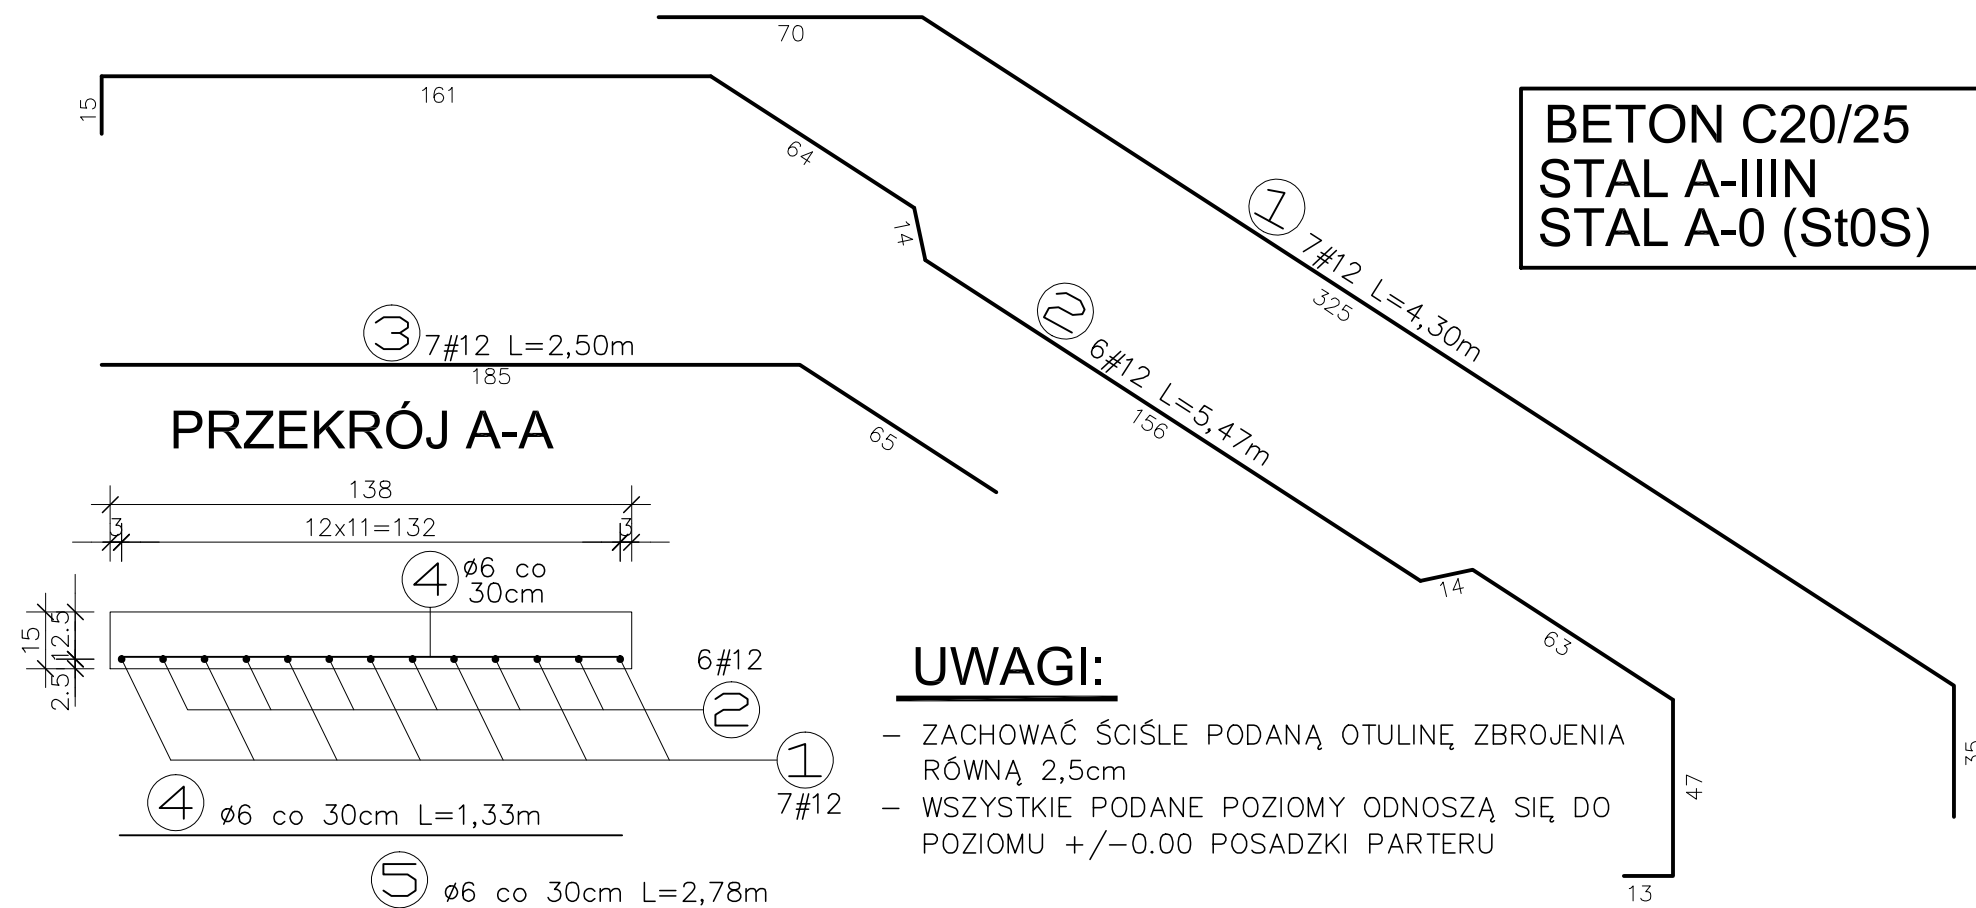 70
15
161
64
14
BETON C20/25
STAL A-IIIN
STAL A-0 (St0S)
1
7#12 L=4,30m
325
2
6#12 L=5,47m
156
3
7#12 L=2,50m
185
65
14
63
47
13
35
PRZEKRÓJ A-A
138
3
12x11=132
3
4
ø6 co
30cm
15
12.5
2.5
6#12
2
1
7#12
4
ø6 co 30cm L=1,33m
5
ø6 co 30cm L=2,78m
UWAGI:
- ZACHOWAĆ ŚCIŚLE PODANĄ OTULINĘ ZBROJENIA
RÓWNĄ 2,5cm
- WSZYSTKIE PODANE POZIOMY ODNOSZĄ SIĘ DO
POZIOMU +/-0.00 POSADZKI PARTERU